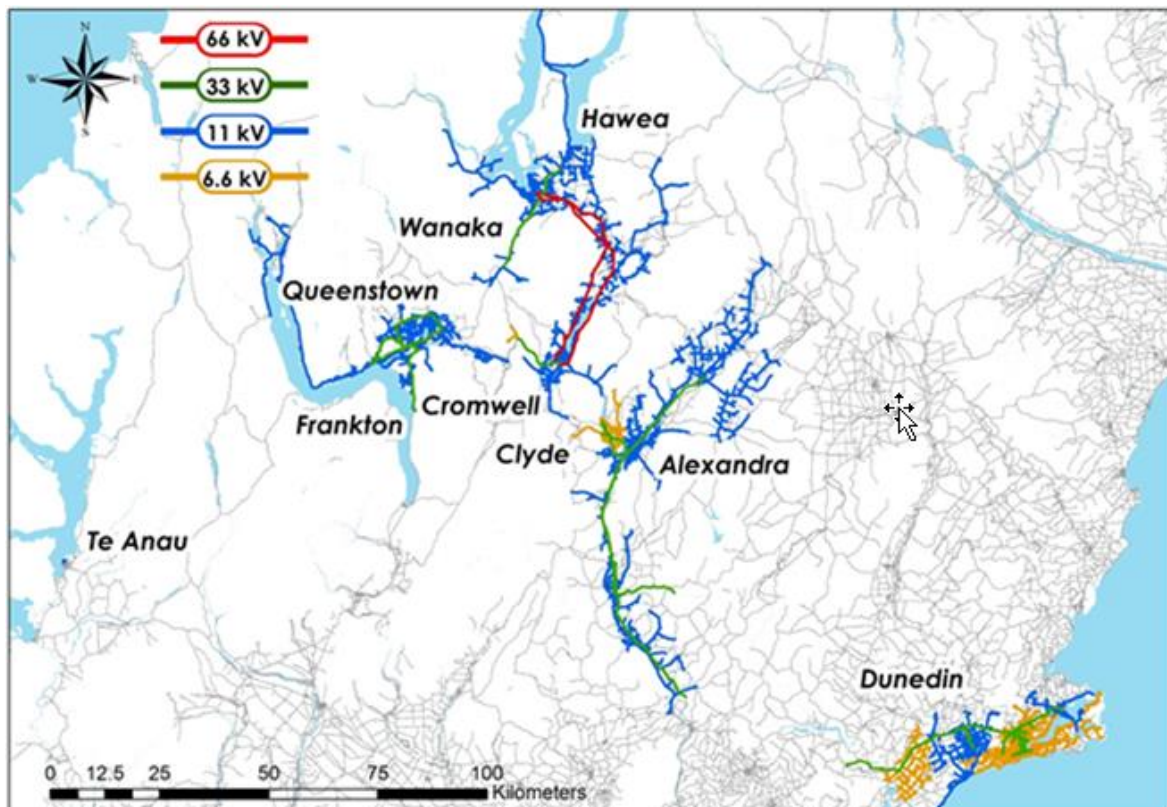 N
W
E
S
66 kV
33 kV
11 kV
6.6 kV
Hawea
Wanaka
Queenstown
Cromwell
Frankton
Clyde
Alexandra
Te Anau
Dunedin
0 12.5 25 50 75 100
Kilometers